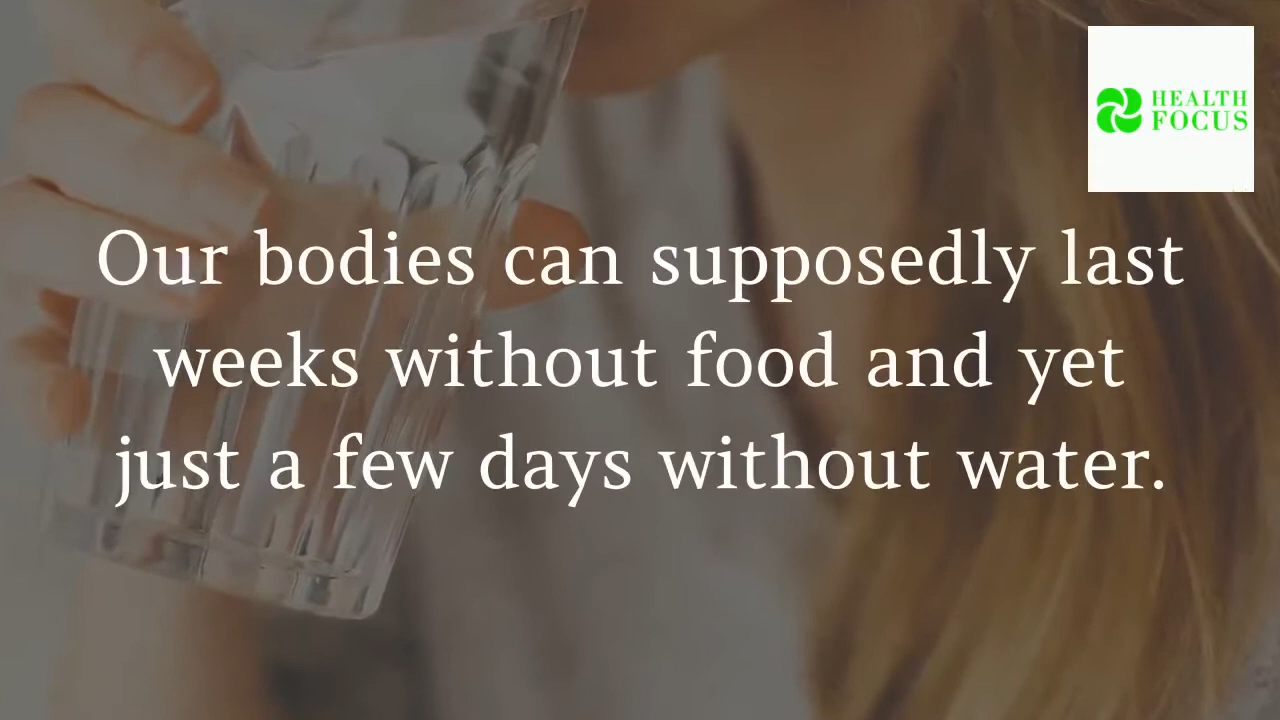 HEALTH
FOCUS
Our bodies can supposedly last
weeks without food and yet
just a few days without water.